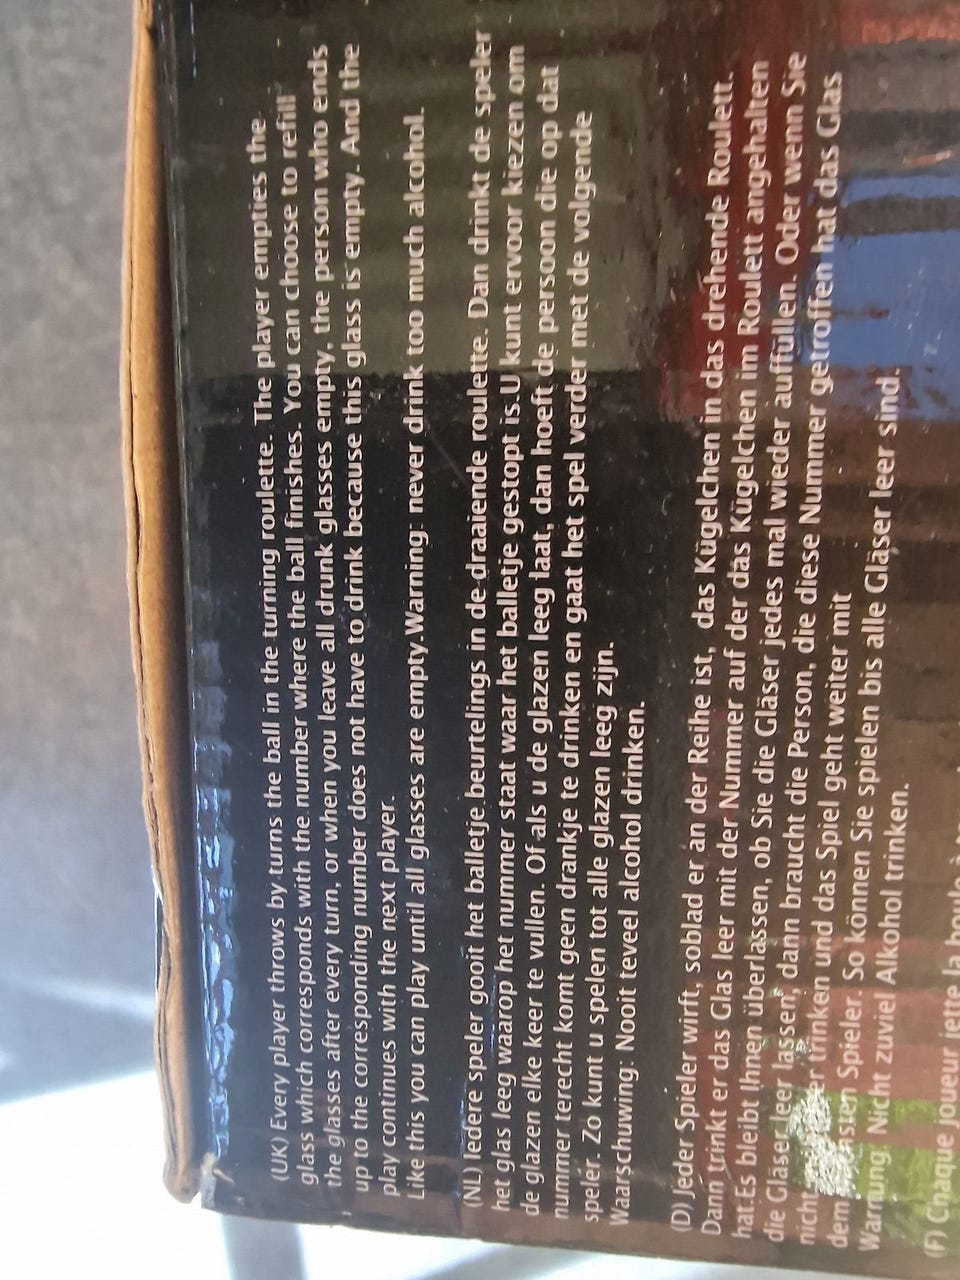 (UK) Every player throws by turns the ball in the turning roulette. The player empties the
glass which corresponds with the number where the ball finishes. You can choose to refill
the glasses after every turn, or when you leave all drunk glasses empty, the person who ends
up to the corresponding number does not have to drink because this glass is empty. And the
play continues with the next player.
Like this you can play until all glasses are empty.Warning: never drink too much alcohol.
(NL) Iedere speler gooit het balletje beurtelings in de draaiende roulette. Dan drinkt de speler
het glas leeg waarop het nummer staat waar het balletje gestopt is.U kunt ervoor kiezen om
de glazen elke keer te vullen. Of als u de glazen leeg laat, dan hoeft de persoon die op dat
nummer terecht komt geen drankje te drinken en gaat het spel verder met de volgende
speler. Zo kunt u spelen tot alle glazen leeg zijn.
Waarschuwing: Nooit teveel alcohol drinken.
(D) Jeder Spieler wirft, soblad er an der Reihe ist, das Kügelchen in das drehende Roulett.
Dann trinkt er das Glas leer mit der Nummer auf der das Kügelchen im Roulett angehalten
hat.Es bleibt Ihnen überlassen, ob Sie die Gläser jedes mal wieder auffüllen. Oder wenn Sie
die Gläser leer lassen, dann braucht die Person, die diese Nummer getroffen hat das Glas
trinken und das Spiel geht weiter mit
dem Spieler. So können Sie spielen bis alle Gläser leer sind.
Warnung. Nicht zuviel Alkohol trinken.
(F) Chaque joueur jette la boule à